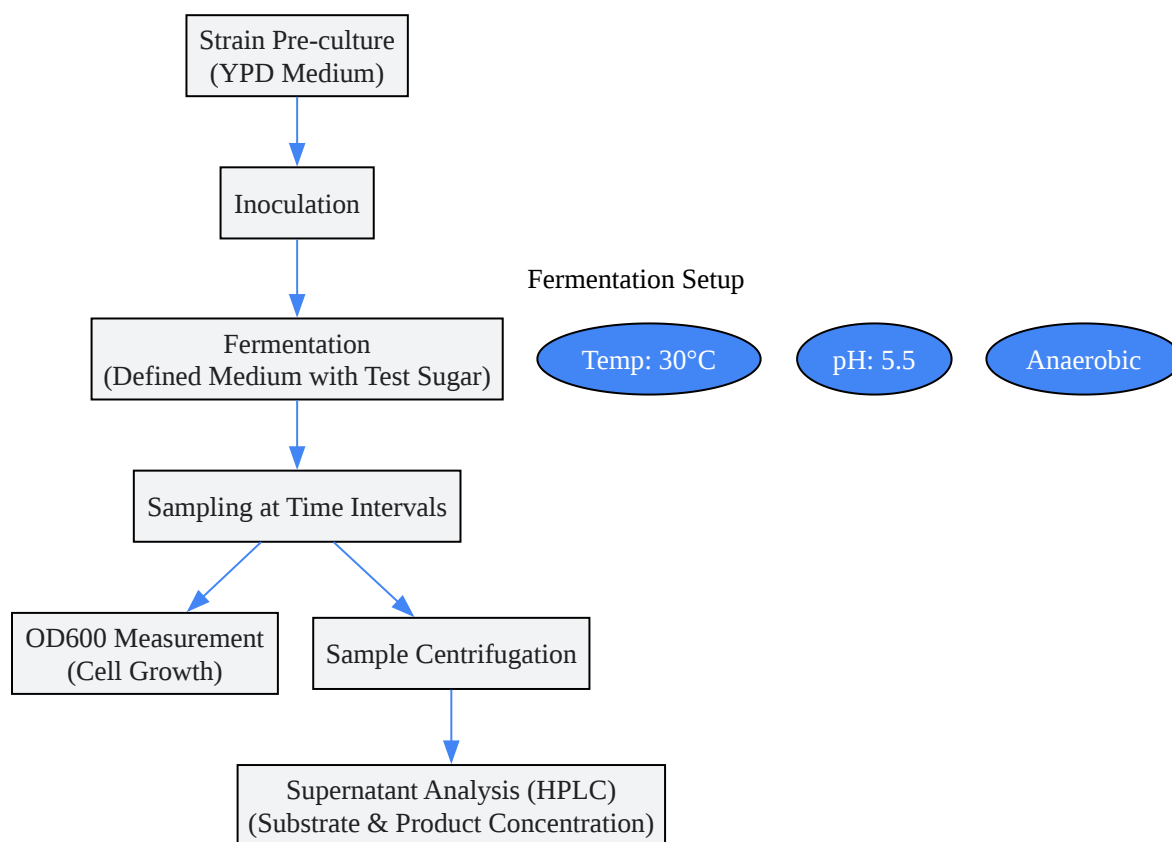 Strain Pre-culture
(YPD Medium)
Inoculation
Fermentation Setup
Fermentation
(Defined Medium with Test Sugar)
Temp: 30°C
pH: 5.5
Anaerobic
Sampling at Time Intervals
OD600 Measurement
(Cell Growth)
Sample Centrifugation
Supernatant Analysis (HPLC)
(Substrate & Product Concentration)